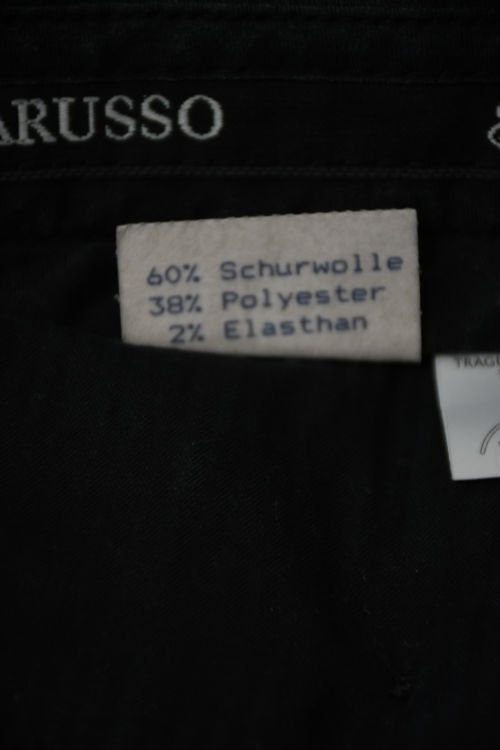 ARUSSO
60% Schurwolle
38% Polyester
2% Elasthan